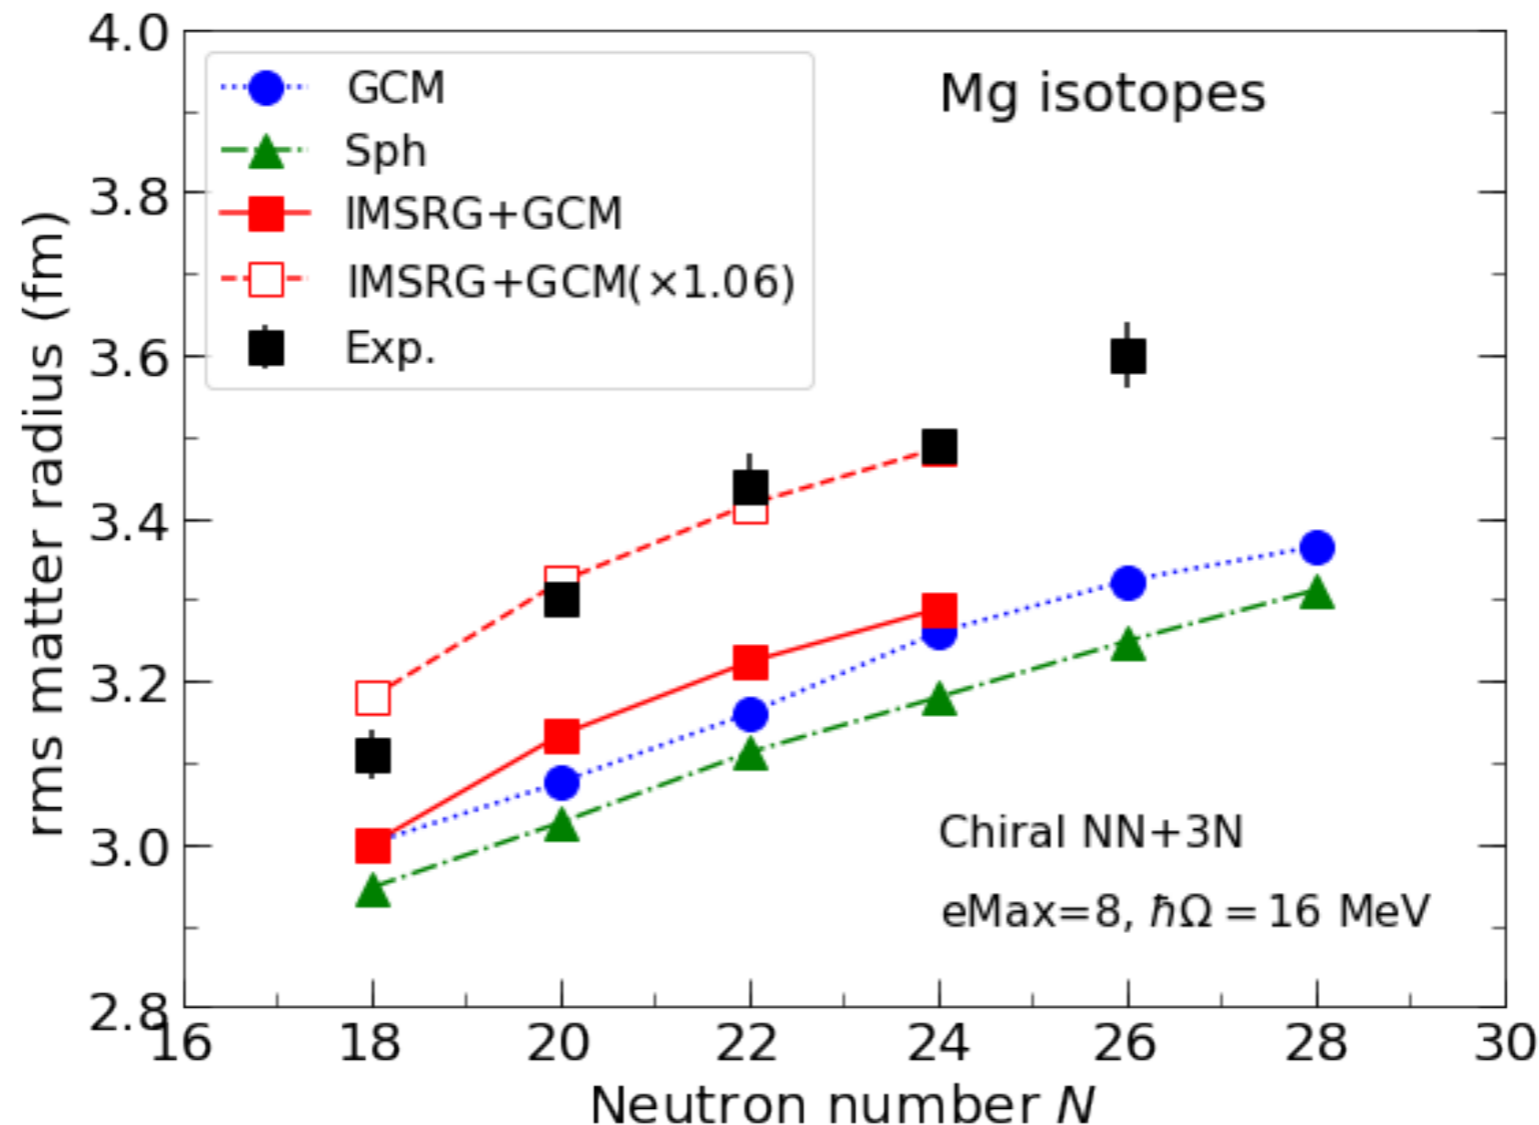 4.0
3.8
3.6
3.4
3.2
3.0
2.8
rms matter radius (fm)
GCM
Sph
IMSRG+GCM
IMSRG+GCM(×1.06)
Exp.
Mg isotopes
Chiral NN+3N
eMax=8, ℏΩ = 16 MeV
16 18 20 22 24 26 28 30
Neutron number N